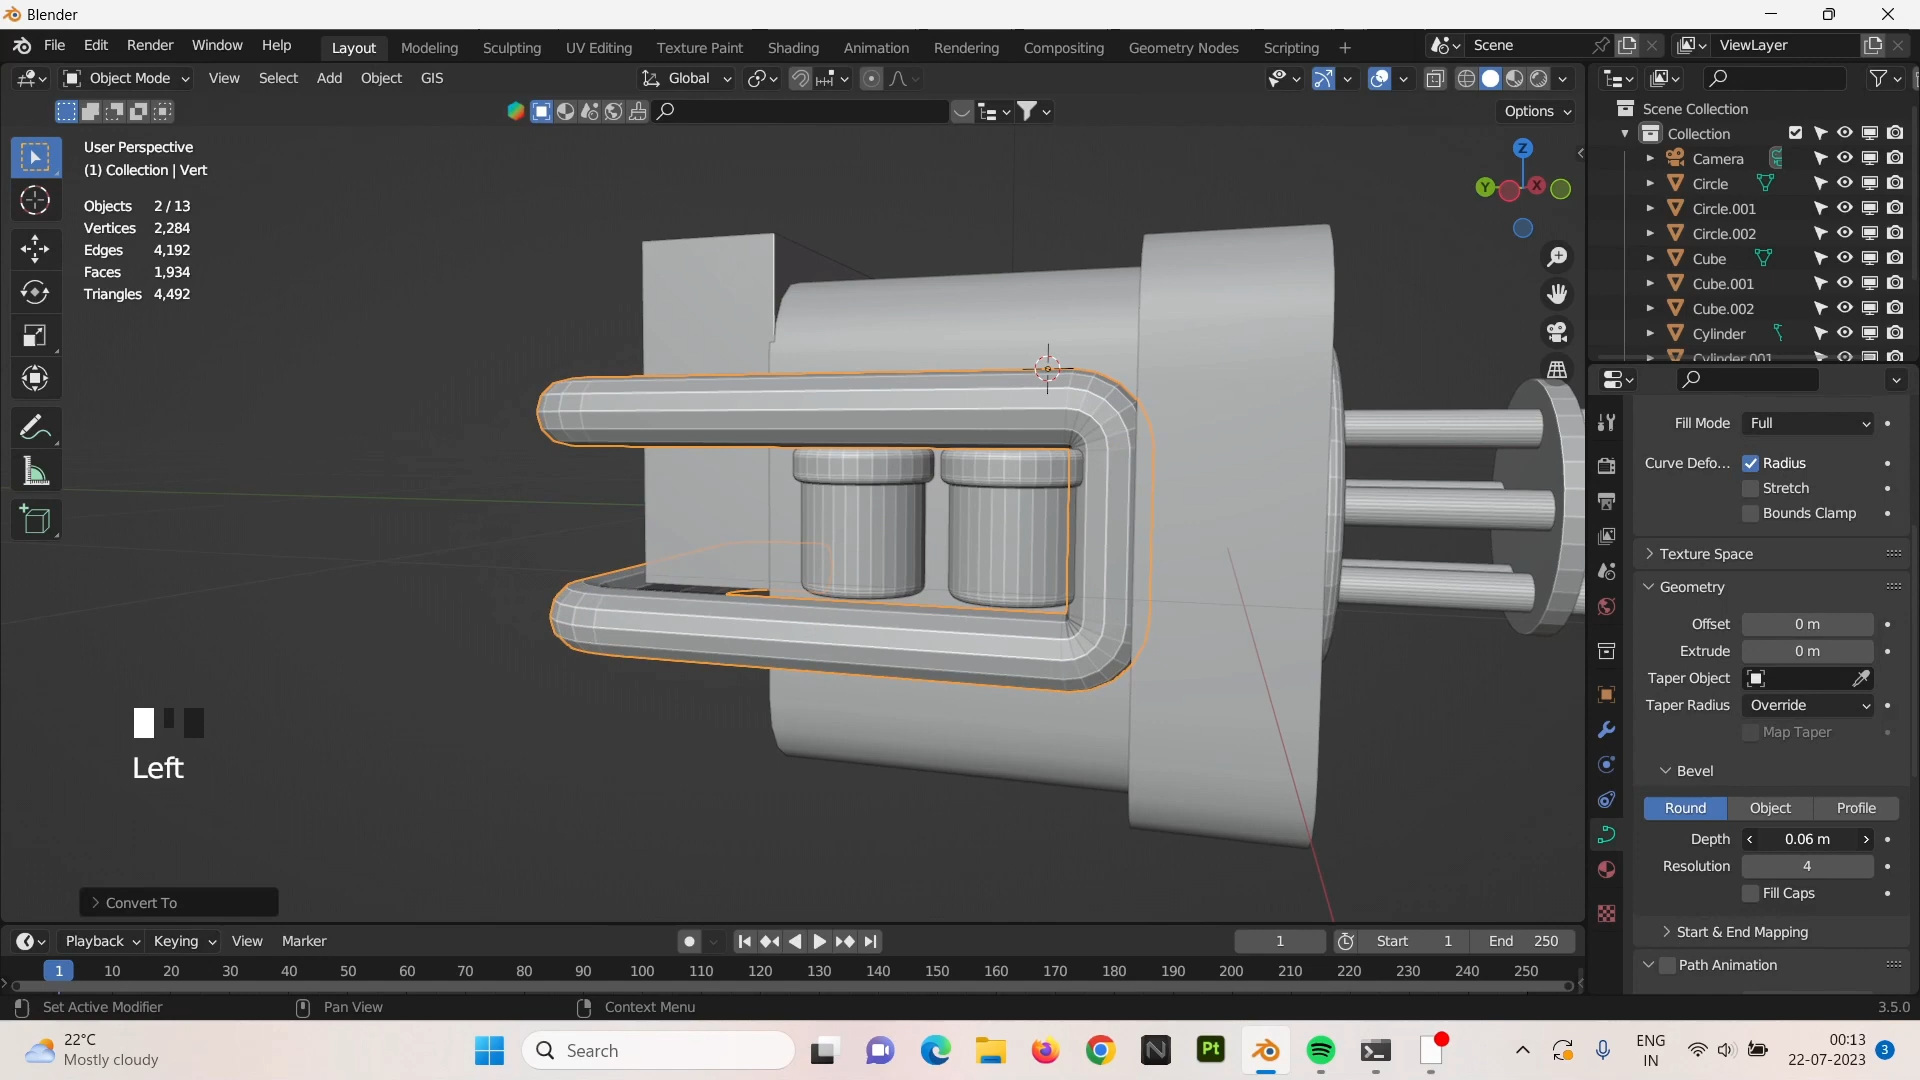 Blender
File Edit Render Window Help
Layout Modeling Sculpting UV Editing Texture Paint Shading Animation Rendering Compositing Geometry Nodes Scripting +
Scene
ViewLayer
Object Mode View Select Add Object GIS
Global
Options
User Perspective
(1) Collection | Vert
Objects 2 / 13
Vertices 2,284
Edges 4,192
Faces 1,934
Triangles 4,492
Z
Y
X
Left
Convert To
Scene Collection
Collection
Camera
Circle
Circle.001
Circle.002
Cube
Cube.001
Cube.002
Cylinder
Cylinder.001
Fill Mode Full
Curve Defo... Radius
Stretch
Bounds Clamp
Texture Space
Geometry
Offset 0 m
Extrude 0 m
Taper Object
Taper Radius Override
Map Taper
Bevel
Round Object Profile
Depth 0.06 m
Resolution 4
Fill Caps
Start & End Mapping
Path Animation
Playback Keying View Marker
1
Start 1
End 250
1 10 20 30 40 50 60 70 80 90 100 110 120 130 140 150 160 170 180 190 200 210 220 230 240 250
Set Active Modifier
Pan View
Context Menu
3.5.0
22°C
Mostly cloudy
Search
Pt
ENG
IN
00:13
22-07-2023
3